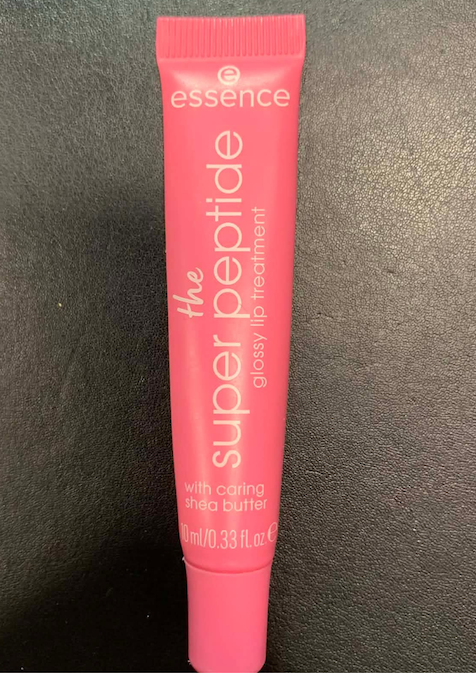 e
essence
the
super peptide
glossy lip treatment
with caring
shea butter
10 ml/0.33 fl. oz. ℮